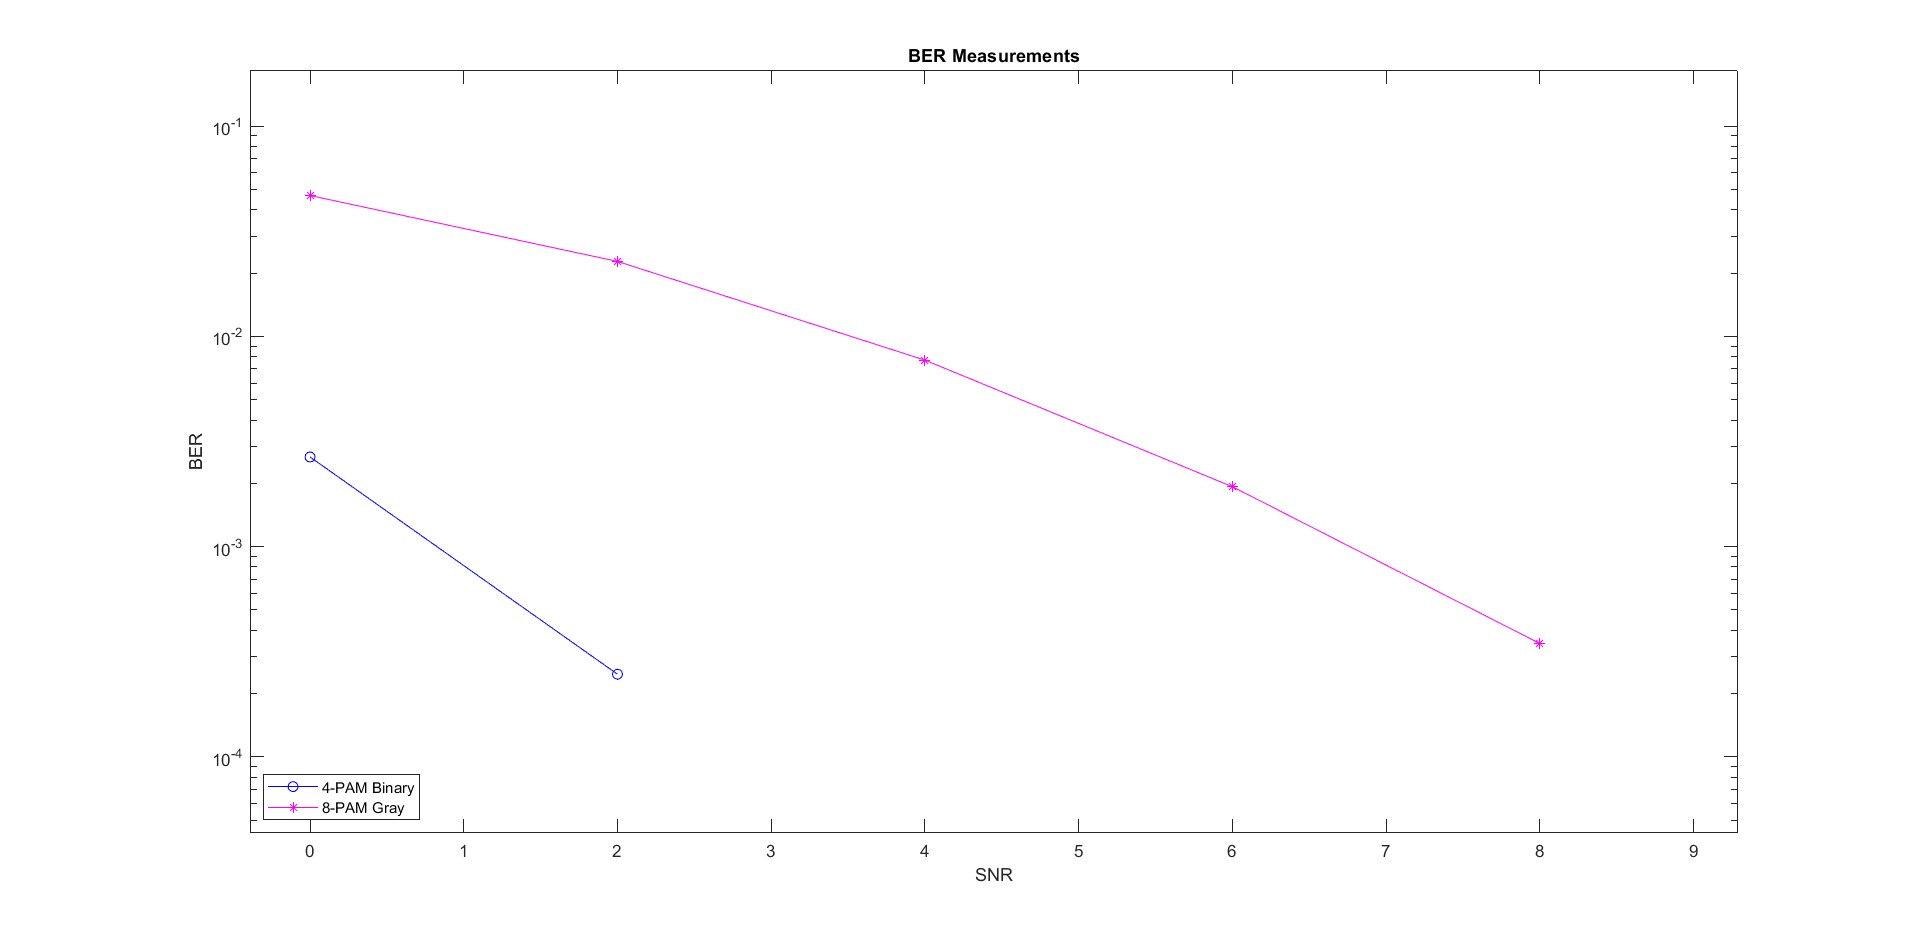 BER Measurements
10^-1
10^-2
10^-3
10^-4
BER
4-PAM Binary
8-PAM Gray
0 1 2 3 4 5 6 7 8 9
SNR